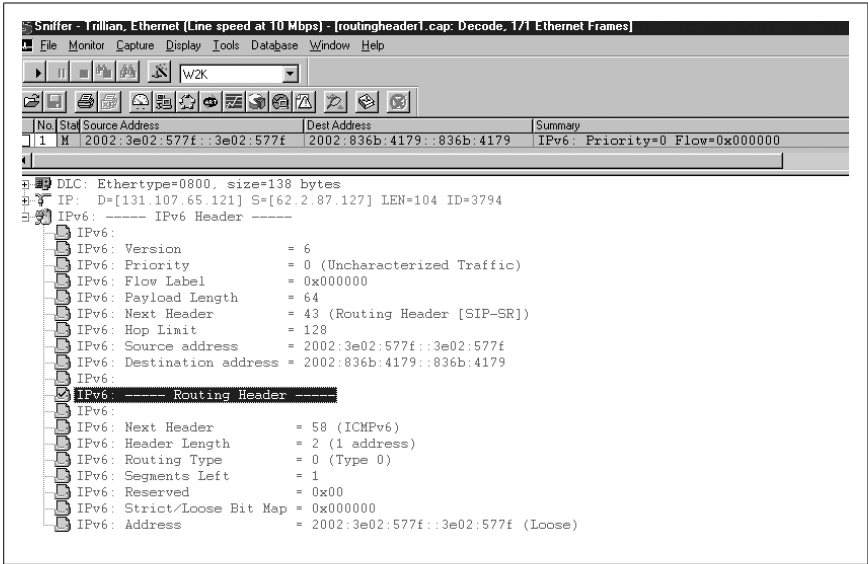 Sniffer - Trillian, Ethernet (Line speed at 10 Mbps) - [routingheader1.cap: Decode, 1/1 Ethernet Frames]
File Monitor Capture Display Tools Database Window Help
W2K
No. Stat Source Address Dest Address Summary
1 M 2002:3e02:577f::3e02:577f 2002:836b:4179::836b:4179 IPv6: Priority=0 Flow=0x000000
DLC: Ethertype=0800, size=138 bytes
IP: D=[131.107.65.121] S=[62.2.87.127] LEN=104 ID=3794
IPv6: ----- IPv6 Header -----
IPv6:
IPv6: Version = 6
IPv6: Priority = 0 (Uncharacterized Traffic)
IPv6: Flow Label = 0x000000
IPv6: Payload Length = 64
IPv6: Next Header = 43 (Routing Header [SIP-SR])
IPv6: Hop Limit = 128
IPv6: Source address = 2002:3e02:577f::3e02:577f
IPv6: Destination address = 2002:836b:4179::836b:4179
IPv6:
IPv6: ----- Routing Header -----
IPv6:
IPv6: Next Header = 58 (ICMPv6)
IPv6: Header Length = 2 (1 address)
IPv6: Routing Type = 0 (Type 0)
IPv6: Segments Left = 1
IPv6: Reserved = 0x00
IPv6: Strict/Loose Bit Map = 0x000000
IPv6: Address = 2002:3e02:577f::3e02:577f (Loose)